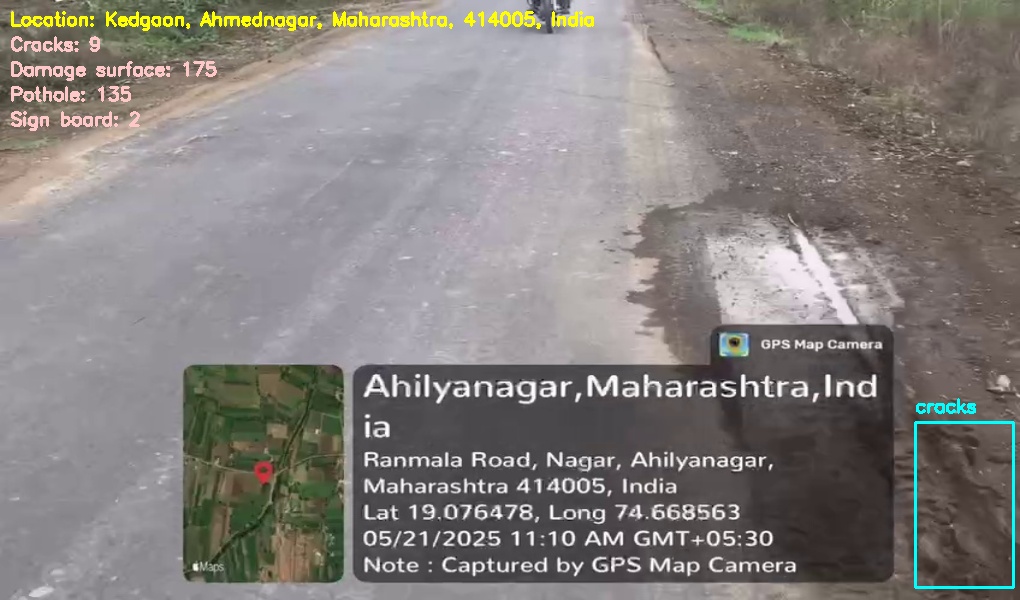 Location: Kedgaon, Ahmednagar, Maharashtra, 414005, India
Cracks: 9
Damage surface: 175
Pothole: 135
Sign board: 2
GPS Map Camera
Ahilyanagar,Maharashtra,Ind
ia
Ranmala Road, Nagar, Ahilyanagar,
Maharashtra 414005, India
Lat 19.076478, Long 74.668563
05/21/2025 11:10 AM GMT+05:30
Note : Captured by GPS Map Camera
Maps
cracks